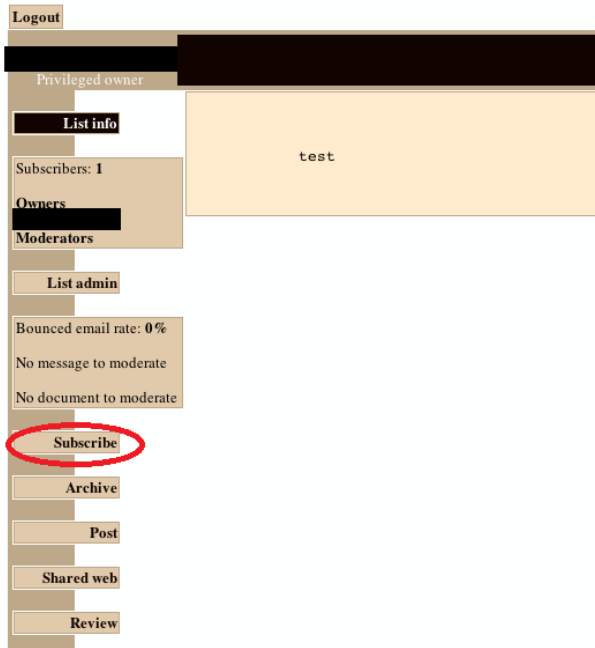 Logout
Privileged owner
List info
test
Subscribers: 1
Owners
Moderators
List admin
Bounced email rate: 0%
No message to moderate
No document to moderate
Subscribe
Archive
Post
Shared web
Review